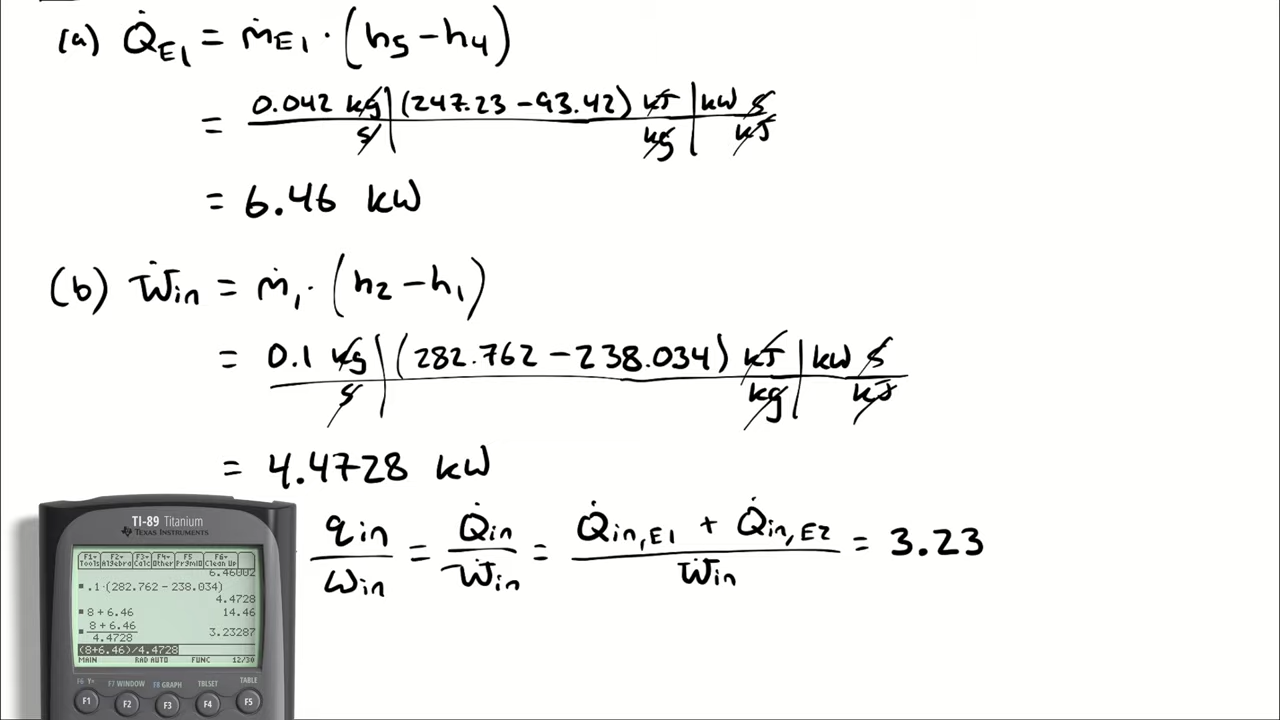 (a) Q̇E1 = ṁE1 · (h5 - h4)
= 0.042 kg/s | (247.23 - 93.42) kJ/kg | kW s/kJ
= 6.46 kW
(b) Ẇin = ṁ1 · (h2 - h1)
= 0.1 kg/s | (282.762 - 238.034) kJ/kg | kW s/kJ
= 4.4728 kW
qin/win = Q̇in/Ẇin = (Q̇in,E1 + Q̇in,E2)/Ẇin = 3.23
TI-89 Titanium
TEXAS INSTRUMENTS
F1 F2 F3 F4 F5 F6
Tools Algebra Calc Other PrgmIO Clean Up
6.46002
.1·(282.762 - 238.034)
4.4728
8 + 6.46 14.46
8 + 6.46
4.4728 3.23287
(8+6.46)/4.4728
MAIN RAD AUTO FUNC 12/30
F6 Y= F7 WINDOW F8 GRAPH TBLSET TABLE
F1 F2 F3 F4 F5